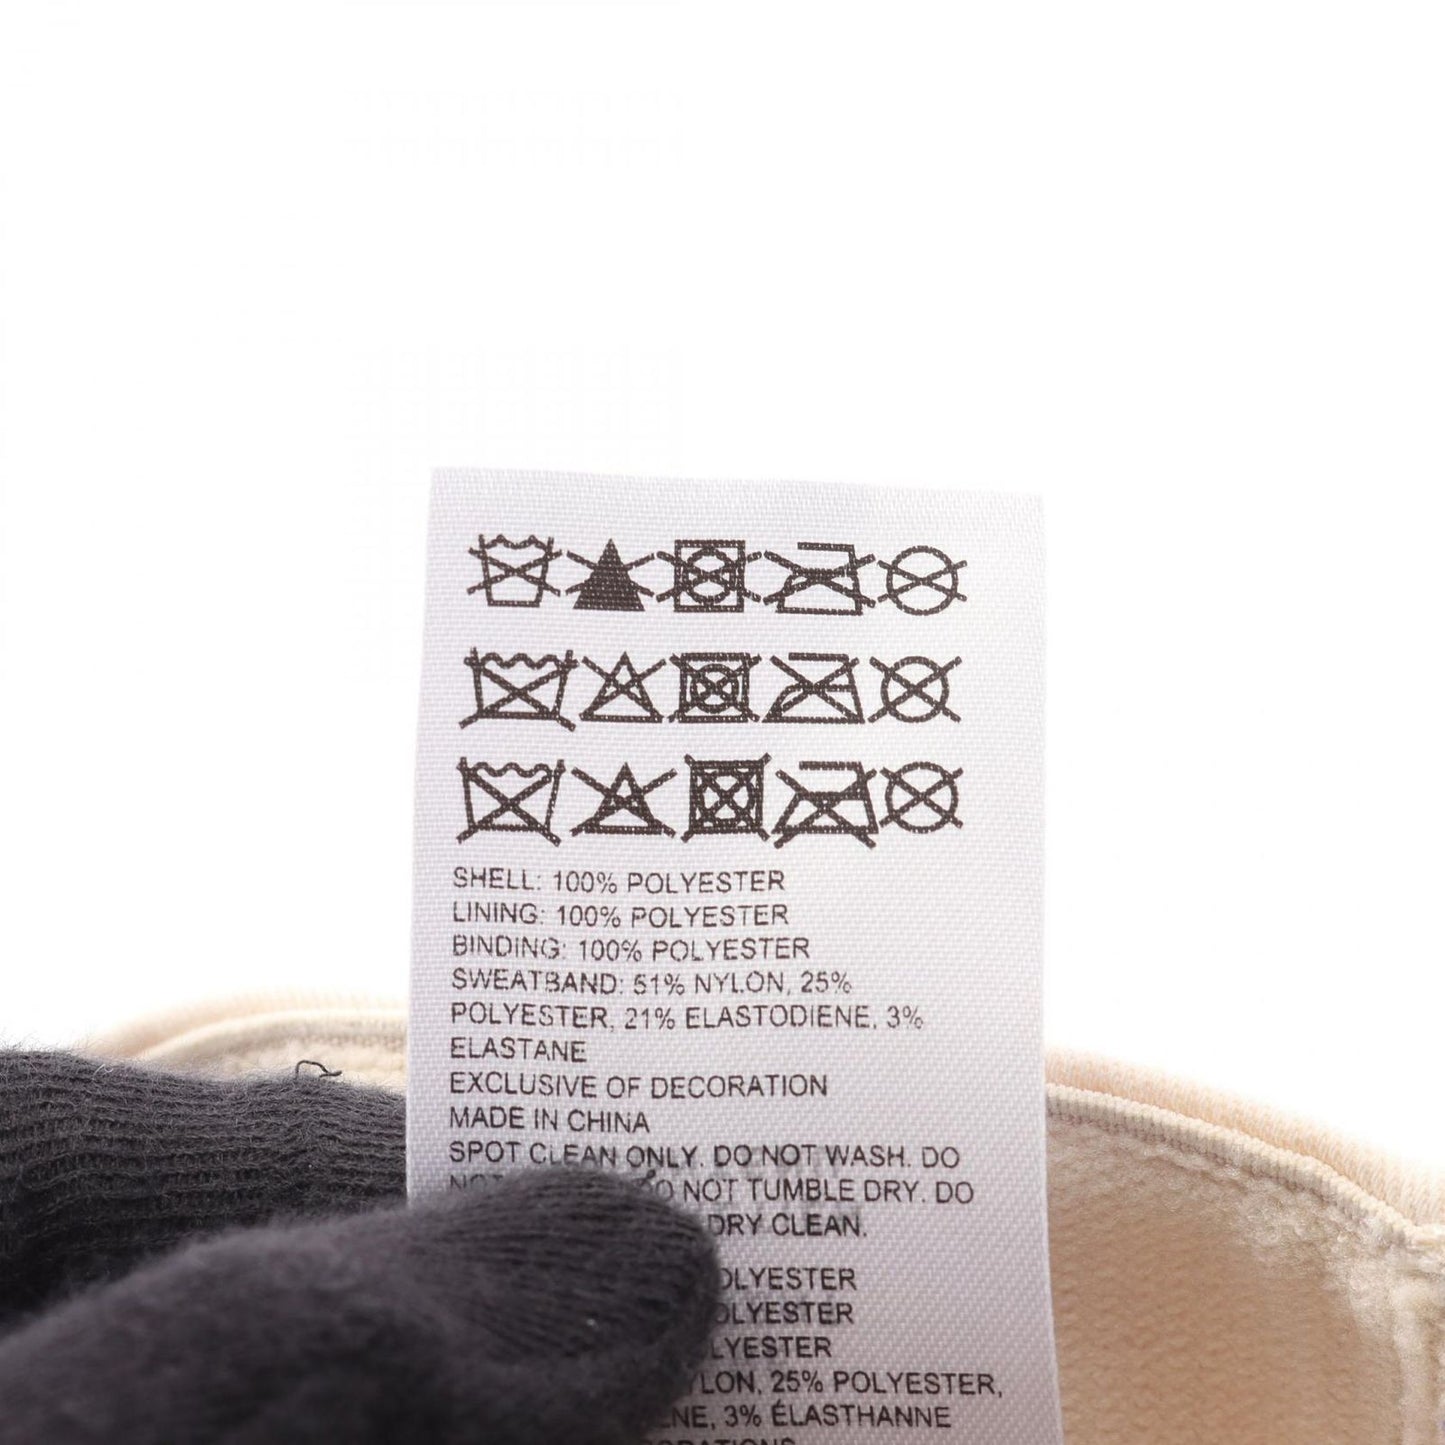 SHELL: 100% POLYESTER
LINING: 100% POLYESTER
BINDING: 100% POLYESTER
SWEATBAND: 51% NYLON, 25%
POLYESTER, 21% ELASTODIENE, 3%
ELASTANE
EXCLUSIVE OF DECORATION
MADE IN CHINA
SPOT CLEAN ONLY. DO NOT WASH. DO
NOT TUMBLE DRY. DO
DRY CLEAN.
POLYESTER
POLYESTER
POLYESTER
25% POLYESTER,
3% ÉLASTHANNE